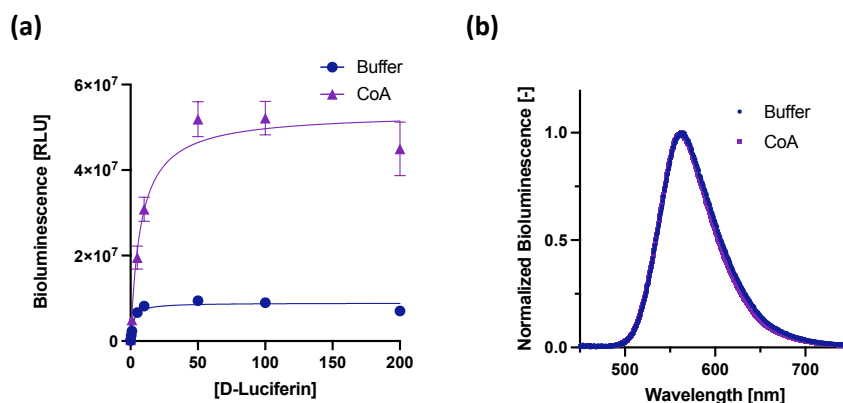 (a)
Buffer
CoA
Bioluminescence [RLU]
6×10⁷
4×10⁷
2×10⁷
0
0 50 100 150 200
[D-Luciferin]
(b)
Buffer
CoA
Normalized Bioluminescence [-]
1.0
0.5
0.0
500 600 700
Wavelength [nm]